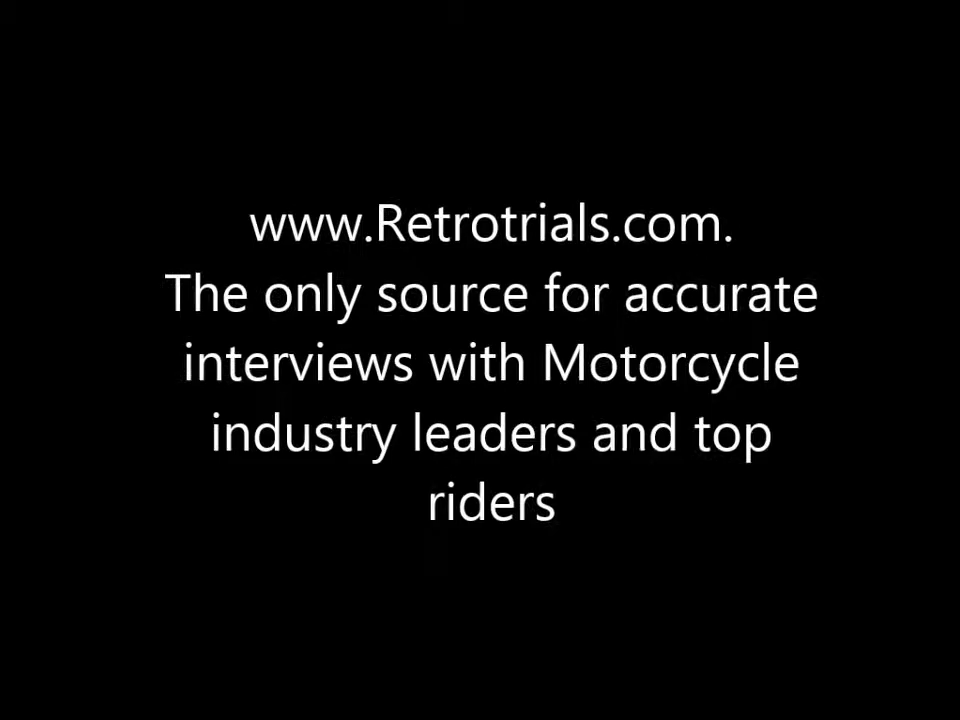 www.Retrotrials.com.
The only source for accurate
interviews with Motorcycle
industry leaders and top
riders